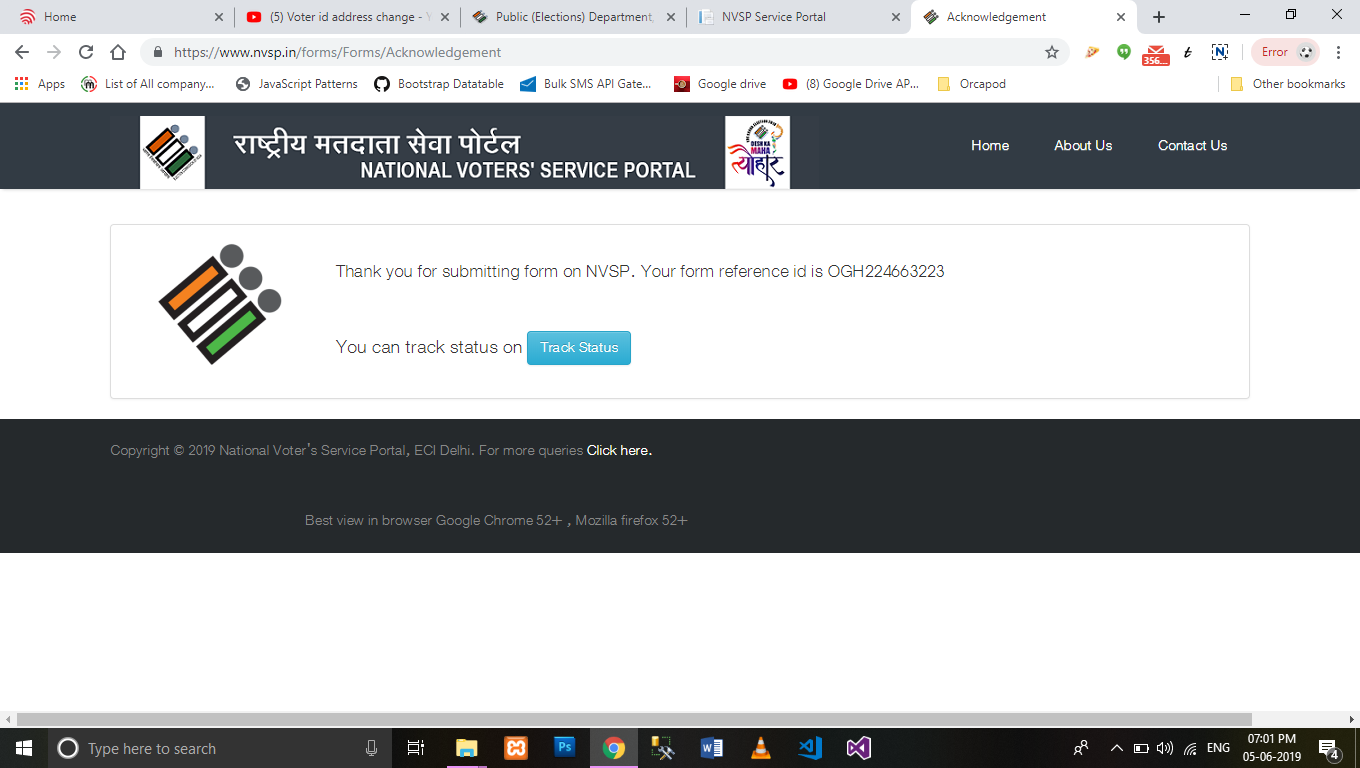 Home
(5) Voter id address change - Y
Public (Elections) Department,
NVSP Service Portal
Acknowledgement
https://www.nvsp.in/forms/Forms/Acknowledgement
356...
t
N
Error
Apps
List of All company...
JavaScript Patterns
Bootstrap Datatable
Bulk SMS API Gate...
Google drive
(8) Google Drive AP...
Orcapod
Other bookmarks
राष्ट्रीय मतदाता सेवा पोर्टल
NATIONAL VOTERS' SERVICE PORTAL
DESH KA
MAHA
त्यौहार
Home
About Us
Contact Us
Thank you for submitting form on NVSP. Your form reference id is OGH224663223
You can track status on Track Status
Copyright © 2019 National Voter's Service Portal, ECI Delhi. For more queries Click here.
Best view in browser Google Chrome 52+ , Mozilla firefox 52+
Type here to search
Ps
ENG
07:01 PM
05-06-2019
4